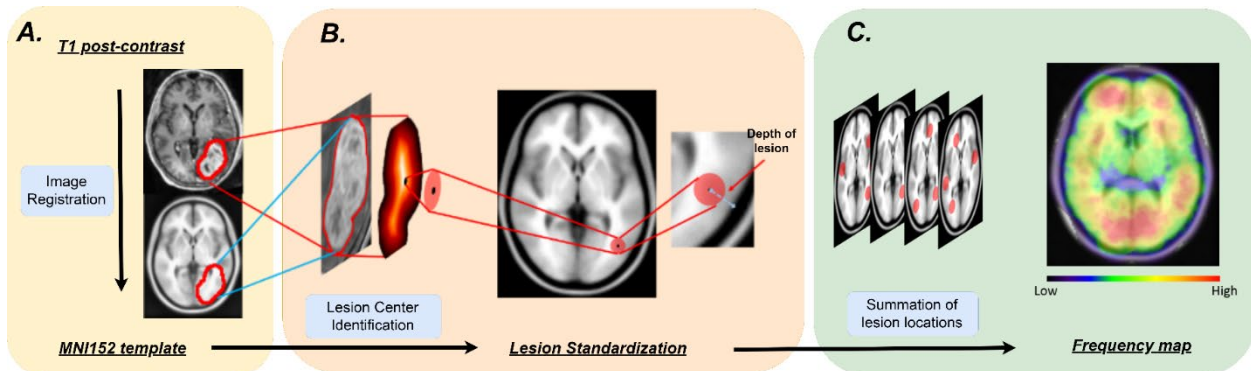 A.
T1 post-contrast
Image
Registration
MNI152 template
B.
Depth of
lesion
Lesion Center
Identification
Lesion Standardization
C.
Low
High
Summation of
lesion locations
Frequency map